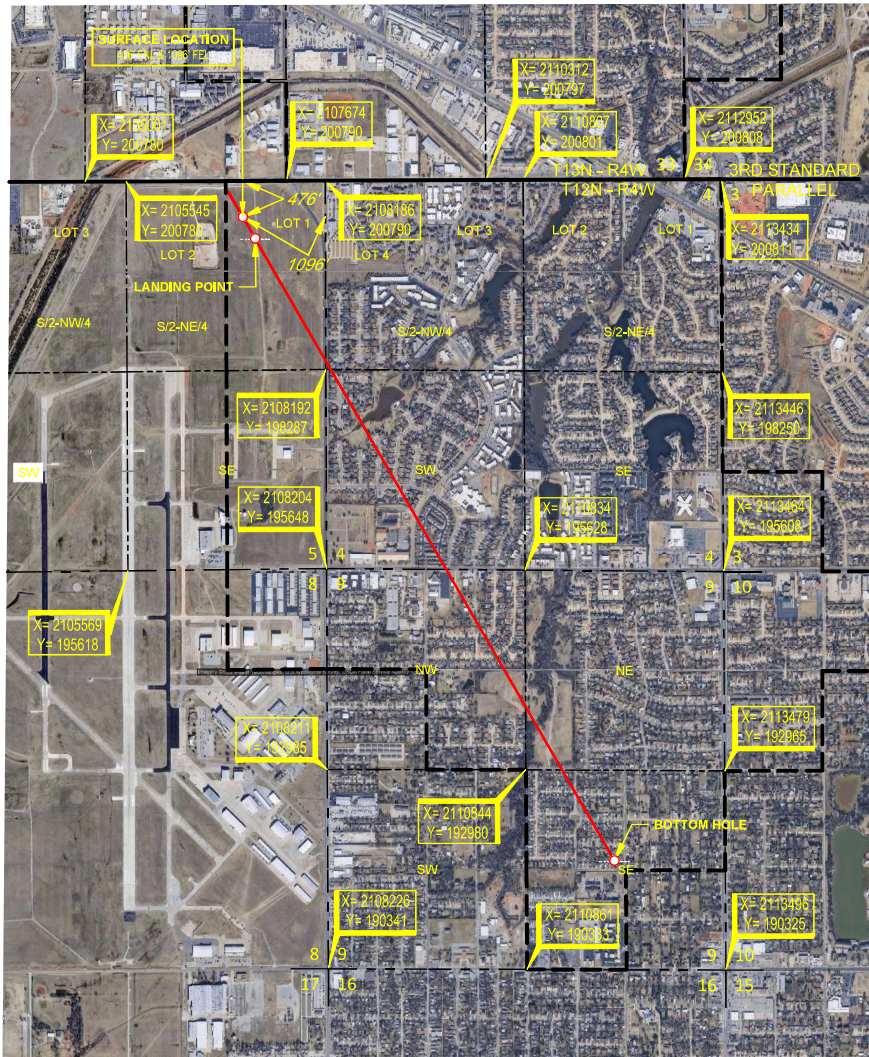 SURFACE LOCATION
X= 2110312
Y= 200797
X= 2107674
Y= 200790
X= 2112952
Y= 200808
Y= 200780
X= 2110807
Y= 200801
T13N - R4W
33
34
3RD STANDARD
T12N - R4W
4
3
PARALLEL
476'
X= 2105545
X= 2108186
Y= 200790
X= 2113434
Y= 200811
LOT 3
LOT 2
LOT 1
LOT 4
LOT 3
LOT 2
LOT 1
1096'
LANDING POINT
S/2-NW/4
S/2-NE/4
S/2-NW/4
S/2-NE/4
X= 2108192
Y= 198287
X= 2113446
Y= 198250
SW
SE
SW
SE
X= 2108204
Y= 195648
X= 2110834
Y= 195628
X= 2113464
Y= 195608
5
4
4
3
8
9
9
10
X= 2105569
Y= 195618
NW
NE
X= 2108211
Y= 192965
X= 2113479
Y= 192965
X= 2110844
Y= 192980
BOTTOM HOLE
SW
SE
X= 2108226
Y= 190341
X= 2110861
X= 2113496
Y= 190325
8
9
9
10
17
16
16
15